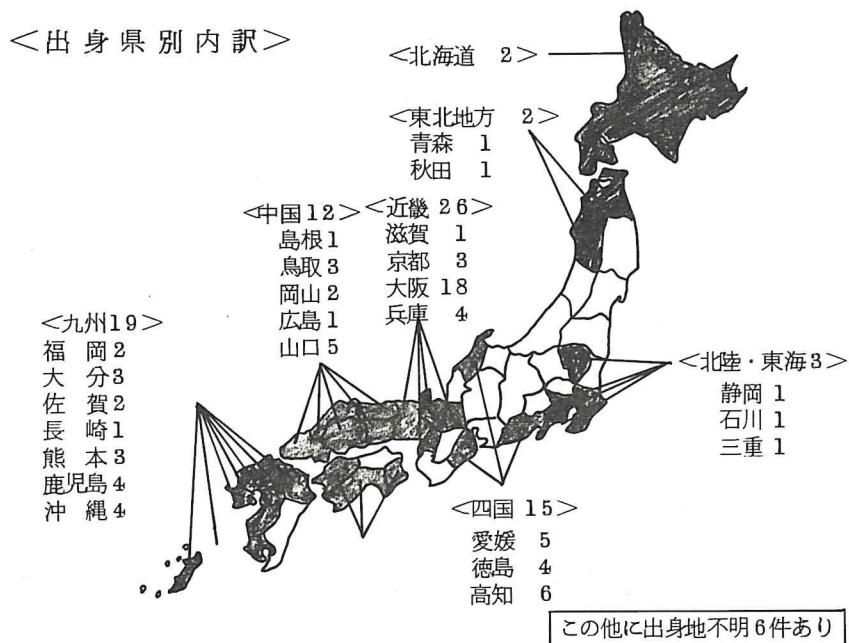 <出身県別内訳>
<北海道 2>
<東北地方 2>
青森 1
秋田 1
<中国12>
島根1
鳥取3
岡山2
広島1
山口5
<近畿26>
滋賀 1
京都 3
大阪 18
兵庫 4
<九州19>
福岡2
大分3
佐賀2
長崎1
熊本3
鹿児島4
沖縄4
<北陸・東海3>
静岡 1
石川 1
三重 1
<四国 15>
愛媛 5
徳島 4
高知 6
この他に出身地不明6件あり